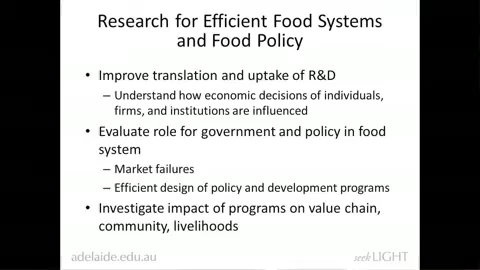 Research for Efficient Food Systems
and Food Policy
• Improve translation and uptake of R&D
– Understand how economic decisions of individuals,
firms, and institutions are influenced
• Evaluate role for government and policy in food
system
– Market failures
– Efficient design of policy and development programs
• Investigate impact of programs on value chain,
community, livelihoods
adelaide.edu.au
seek LIGHT